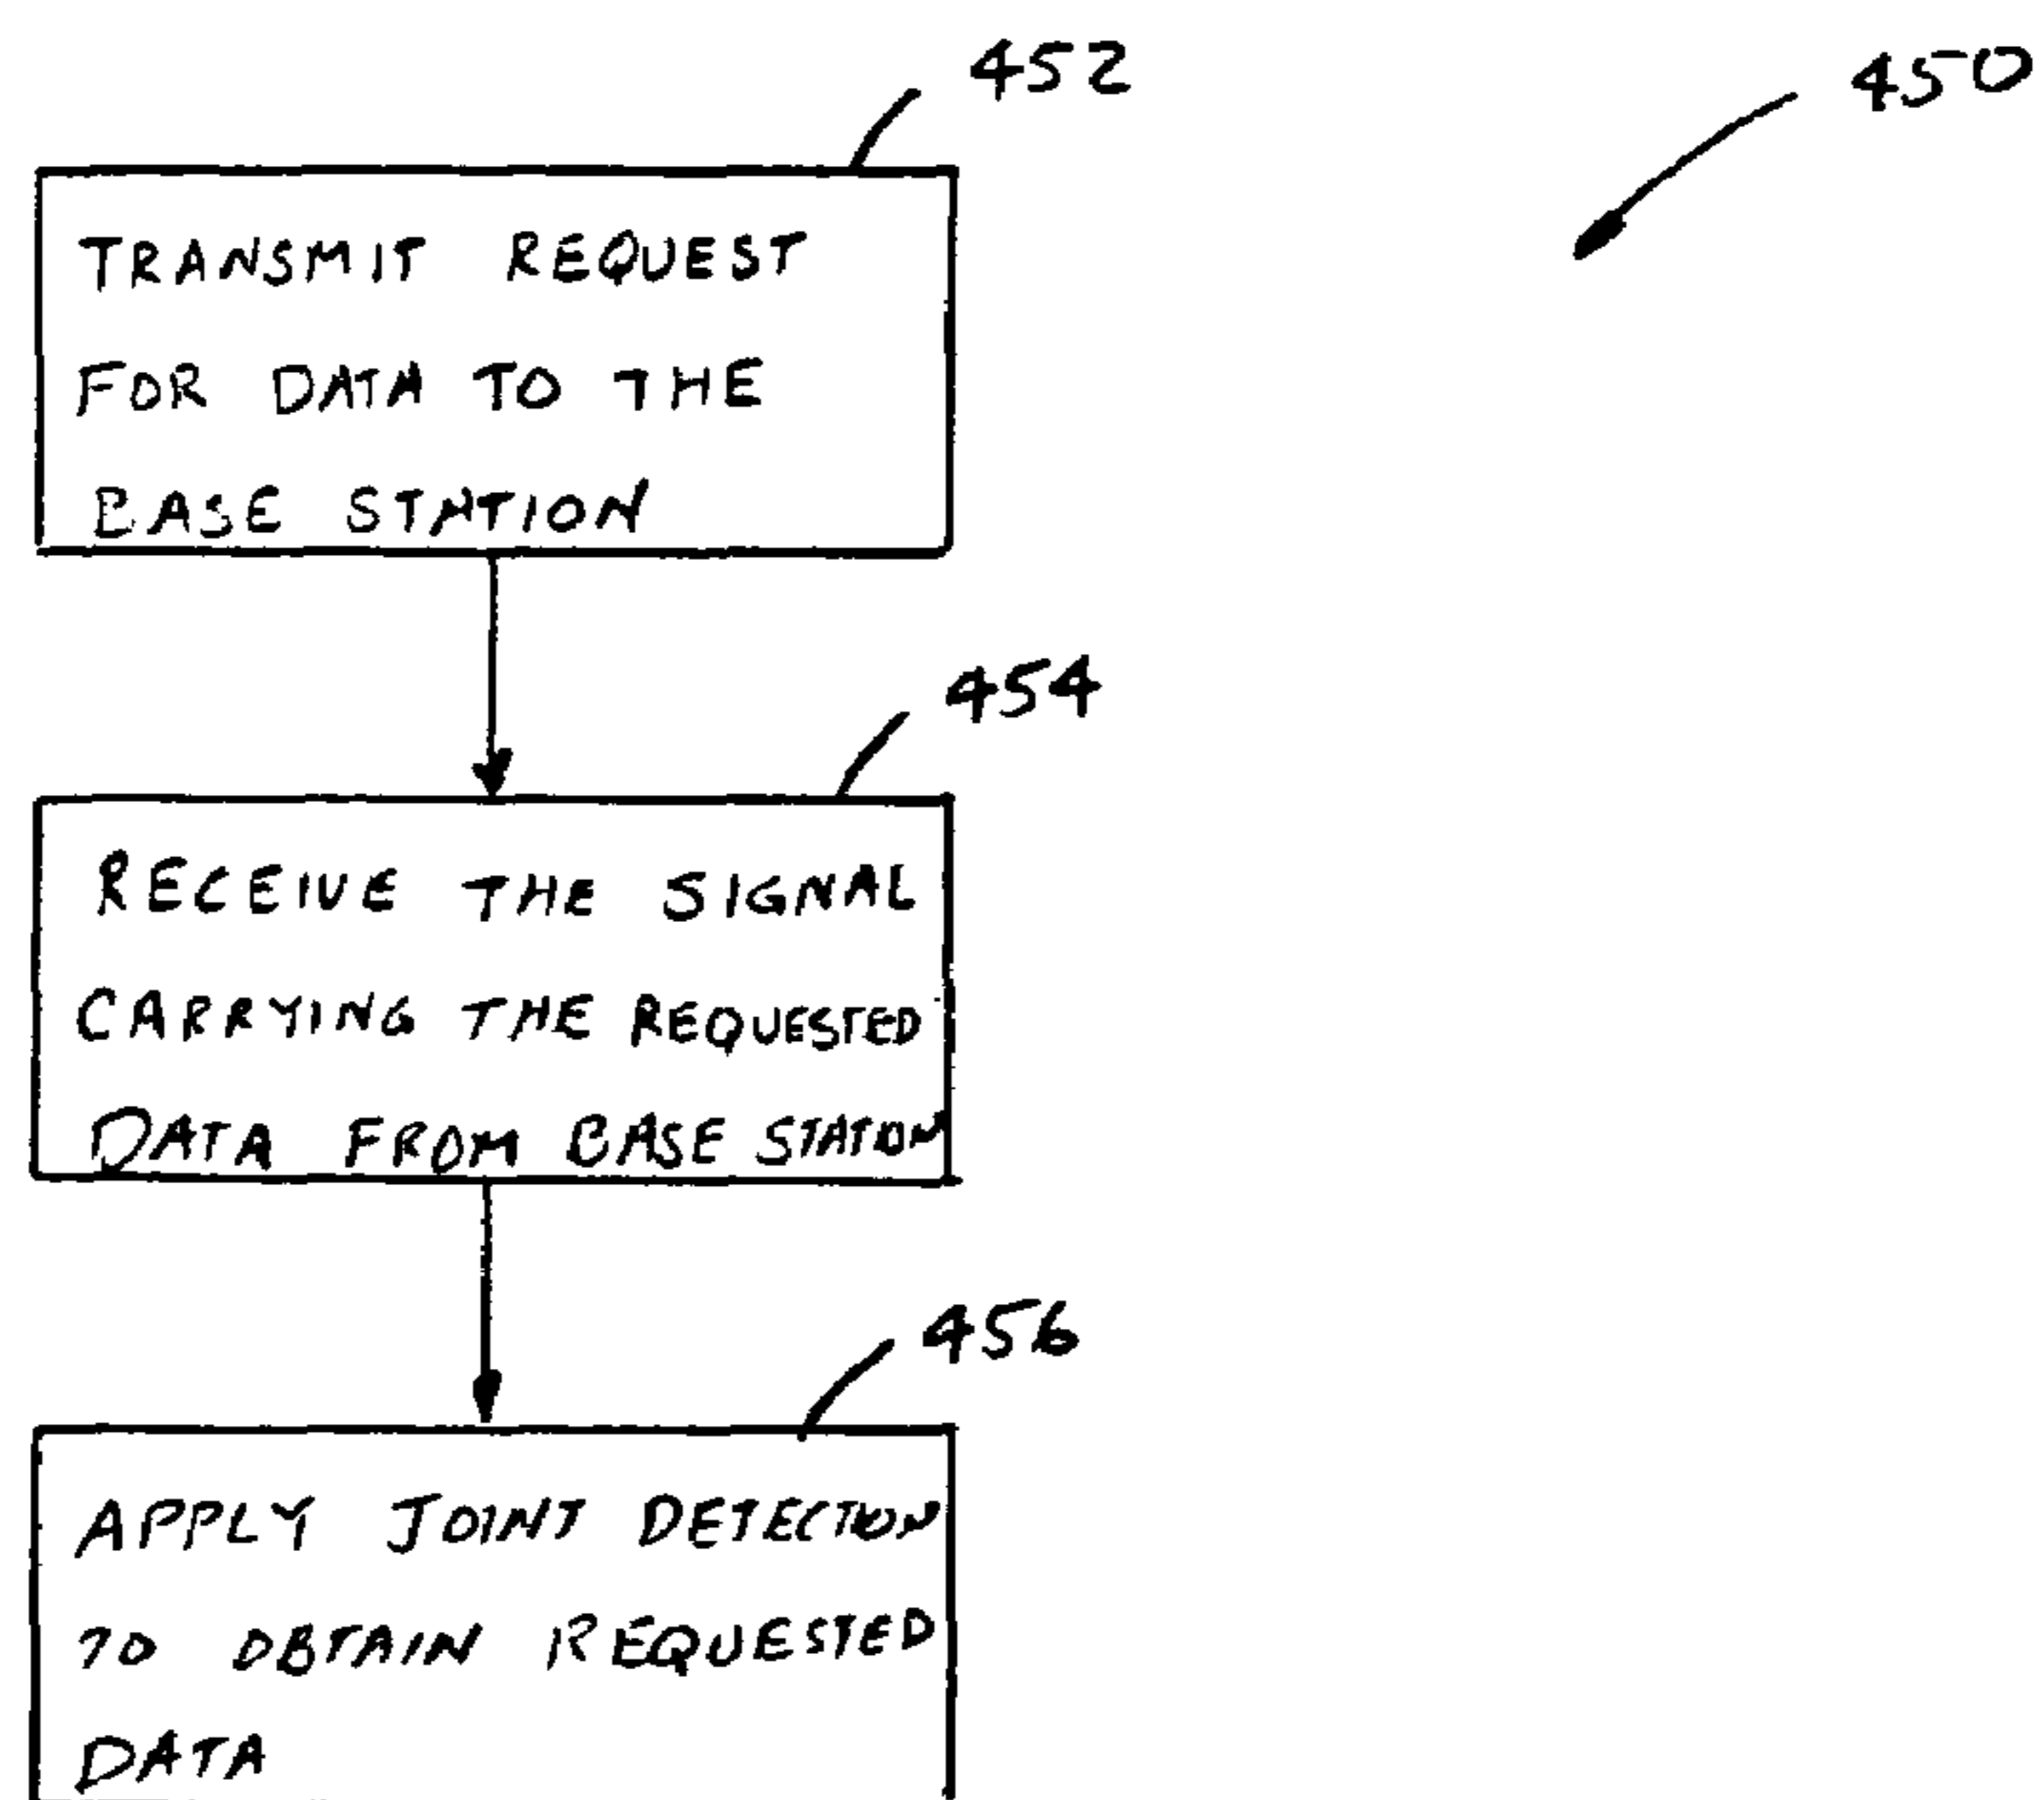 452
450
TRANSMIT REQUEST
FOR DATA TO THE
BASE STATION
454
RECEIVE THE SIGNAL
CARRYING THE REQUESTED
DATA FROM BASE STATION
456
APPLY JOINT DETECTION
TO OBTAIN REQUESTED
DATA